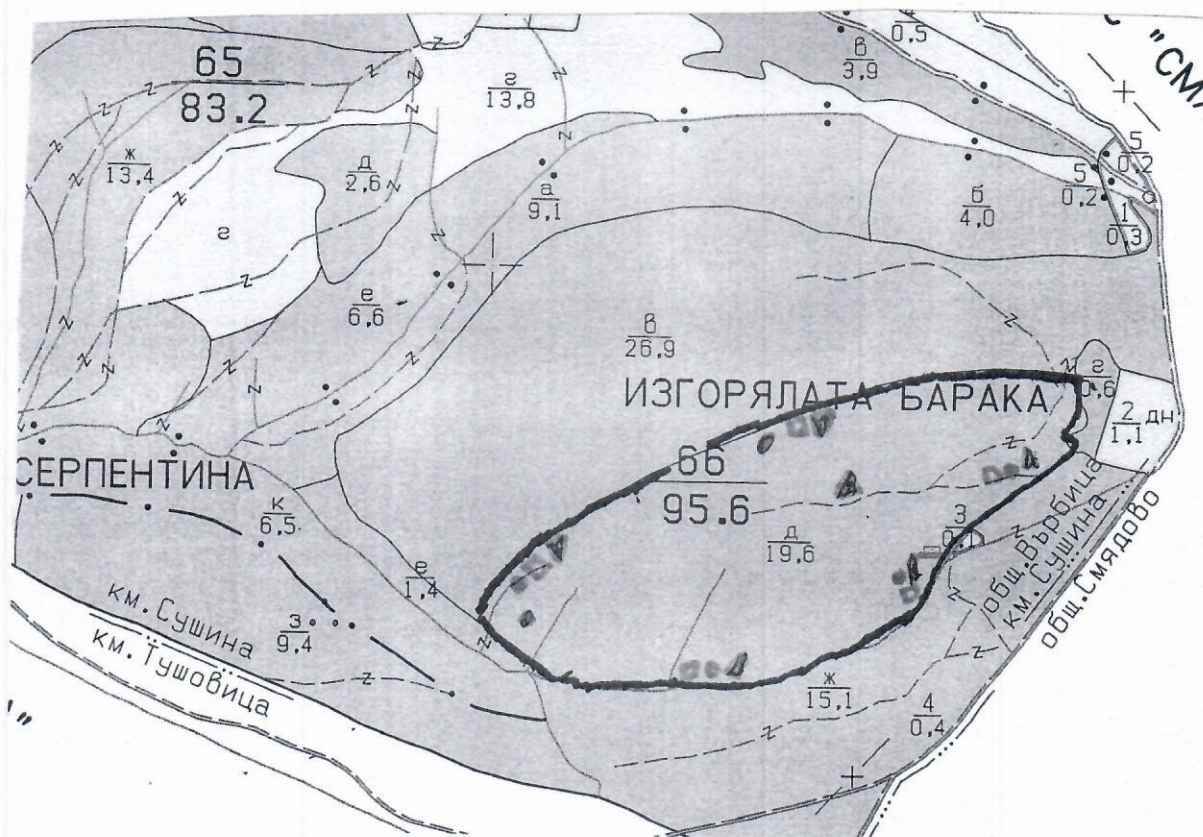 65
83.2
г
13,8
в
3,9
0,5
"СМЯ
ж
13,4
д
2,6
а
9,1
б
4,0
5
0,2
5
0,2
1
0,3
г
е
6,6
в
26,9
ИЗГОРЯЛАТА БАРАКА
г
0,6
2
1,1
дн
СЕРПЕНТИНА
66
95.6
к
6,5
д
19,6
3
е
1,4
з
9,4
км. Сушина
км. Тушовица
общ. Върбица
км. Сушина
общ. Смядово
ж
15,1
4
0,4
"